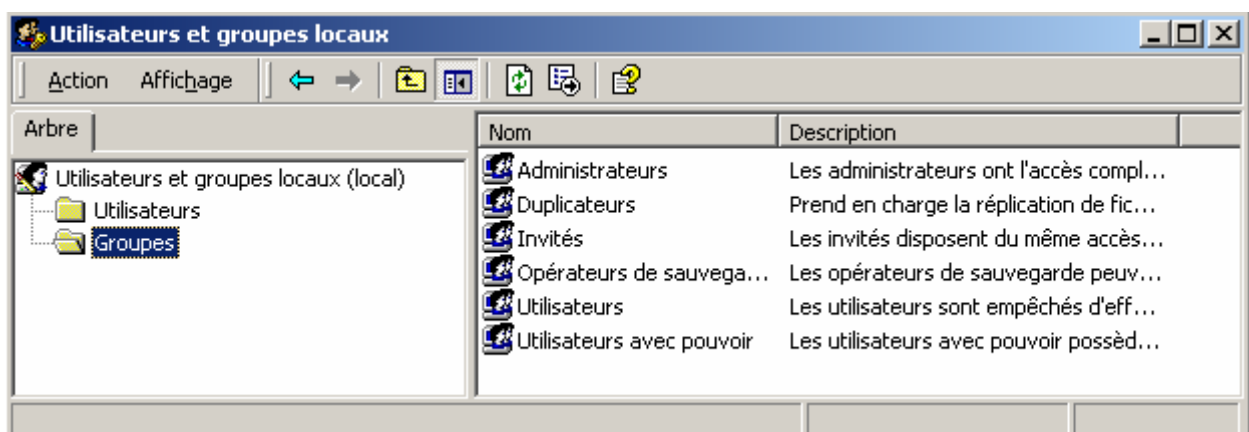 Utilisateurs et groupes locaux
Action Affichage
Arbre
Nom Description
Utilisateurs et groupes locaux (local)
Utilisateurs
Groupes
Administrateurs Les administrateurs ont l'accès compl...
Duplicateurs Prend en charge la réplication de fic...
Invités Les invités disposent du même accès...
Opérateurs de sauvega... Les opérateurs de sauvegarde peuv...
Utilisateurs Les utilisateurs sont empêchés d'eff...
Utilisateurs avec pouvoir Les utilisateurs avec pouvoir possèd...